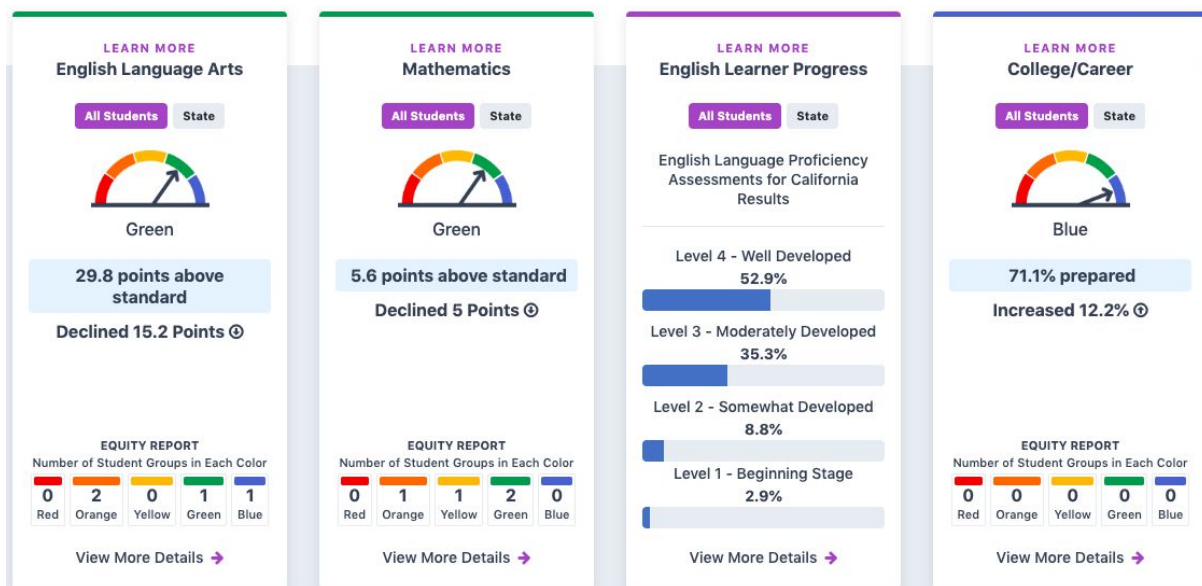 LEARN MORE
English Language Arts
All Students State
Green
29.8 points above
standard
Declined 15.2 Points
EQUITY REPORT
Number of Student Groups in Each Color
0 2 0 1 1
Red Orange Yellow Green Blue
View More Details
LEARN MORE
Mathematics
All Students State
Green
5.6 points above standard
Declined 5 Points
EQUITY REPORT
Number of Student Groups in Each Color
0 1 1 2 0
Red Orange Yellow Green Blue
View More Details
LEARN MORE
English Learner Progress
All Students State
English Language Proficiency
Assessments for California
Results
Level 4 - Well Developed
52.9%
Level 3 - Moderately Developed
35.3%
Level 2 - Somewhat Developed
8.8%
Level 1 - Beginning Stage
2.9%
View More Details
LEARN MORE
College/Career
All Students State
Blue
71.1% prepared
Increased 12.2%
EQUITY REPORT
Number of Student Groups in Each Color
0 0 0 0 0
Red Orange Yellow Green Blue
View More Details